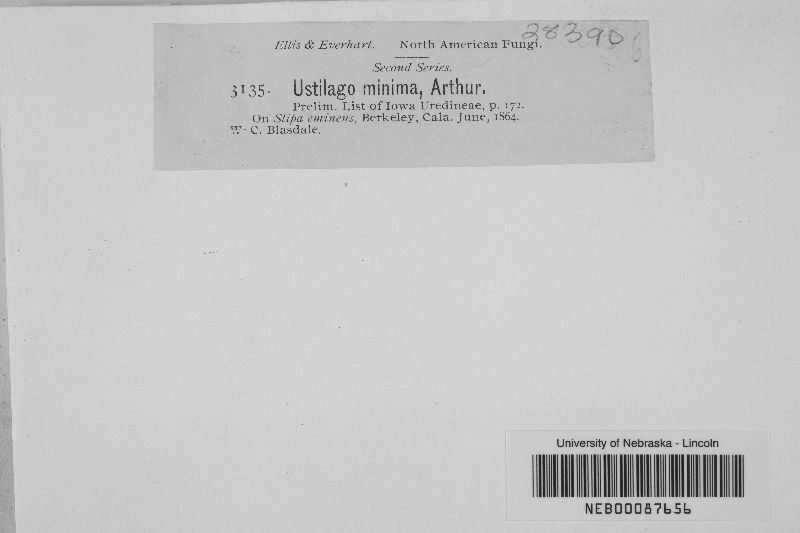 28390
Ellis & Everhart. North American Fungi.
Second Series.
3135. Ustilago minima, Arthur.
Prelim. List of Iowa Uredineae, p. 172.
On Stipa eminens, Berkeley, Cala. June, 1864.
W. C. Blasdale.
University of Nebraska - Lincoln
NEB00087656